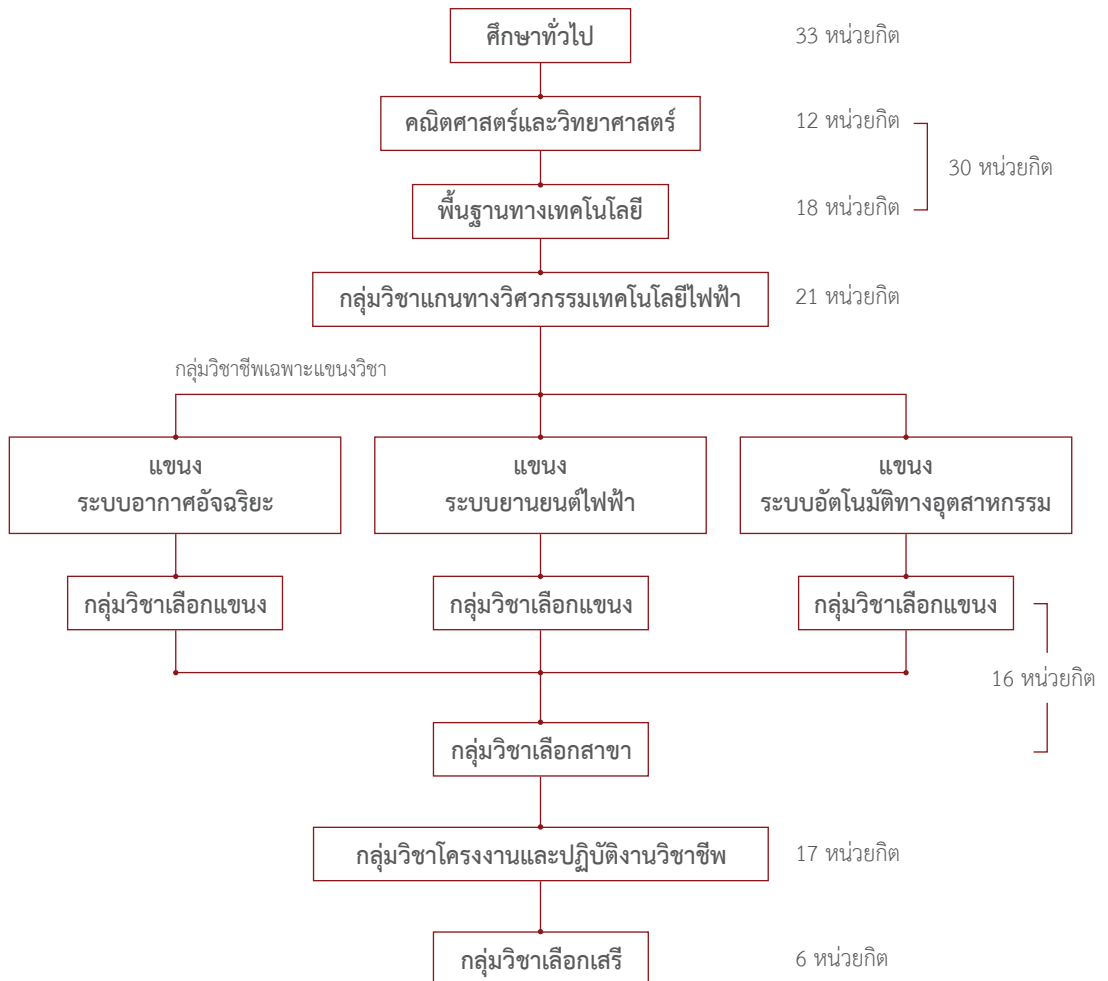 ศึกษาทั่วไป 33 หน่วยกิต
คณิตศาสตร์และวิทยาศาสตร์ 12 หน่วยกิต
30 หน่วยกิต
พื้นฐานทางเทคโนโลยี 18 หน่วยกิต
กลุ่มวิชาแกนทางวิศวกรรมเทคโนโลยีไฟฟ้า 21 หน่วยกิต
กลุ่มวิชาชีพเฉพาะแขนงวิชา
แขนง
ระบบอากาศอัจฉริยะ
แขนง
ระบบยานยนต์ไฟฟ้า
แขนง
ระบบอัตโนมัติทางอุตสาหกรรม
กลุ่มวิชาเลือกแขนง
กลุ่มวิชาเลือกแขนง
กลุ่มวิชาเลือกแขนง
16 หน่วยกิต
กลุ่มวิชาเลือกสาขา
กลุ่มวิชาโครงงานและปฏิบัติงานวิชาชีพ 17 หน่วยกิต
กลุ่มวิชาเลือกเสรี 6 หน่วยกิต